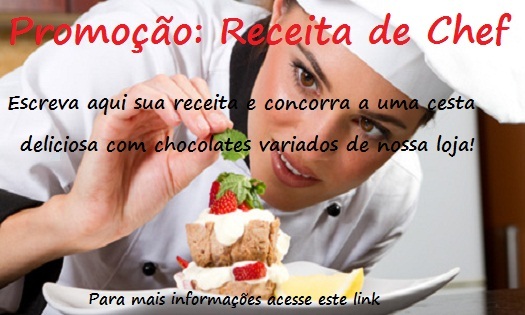 Promoção: Receita de Chef
Escreva aqui sua receita e concorra a uma cesta
deliciosa com chocolates variados de nossa loja!
Para mais informações acesse este link